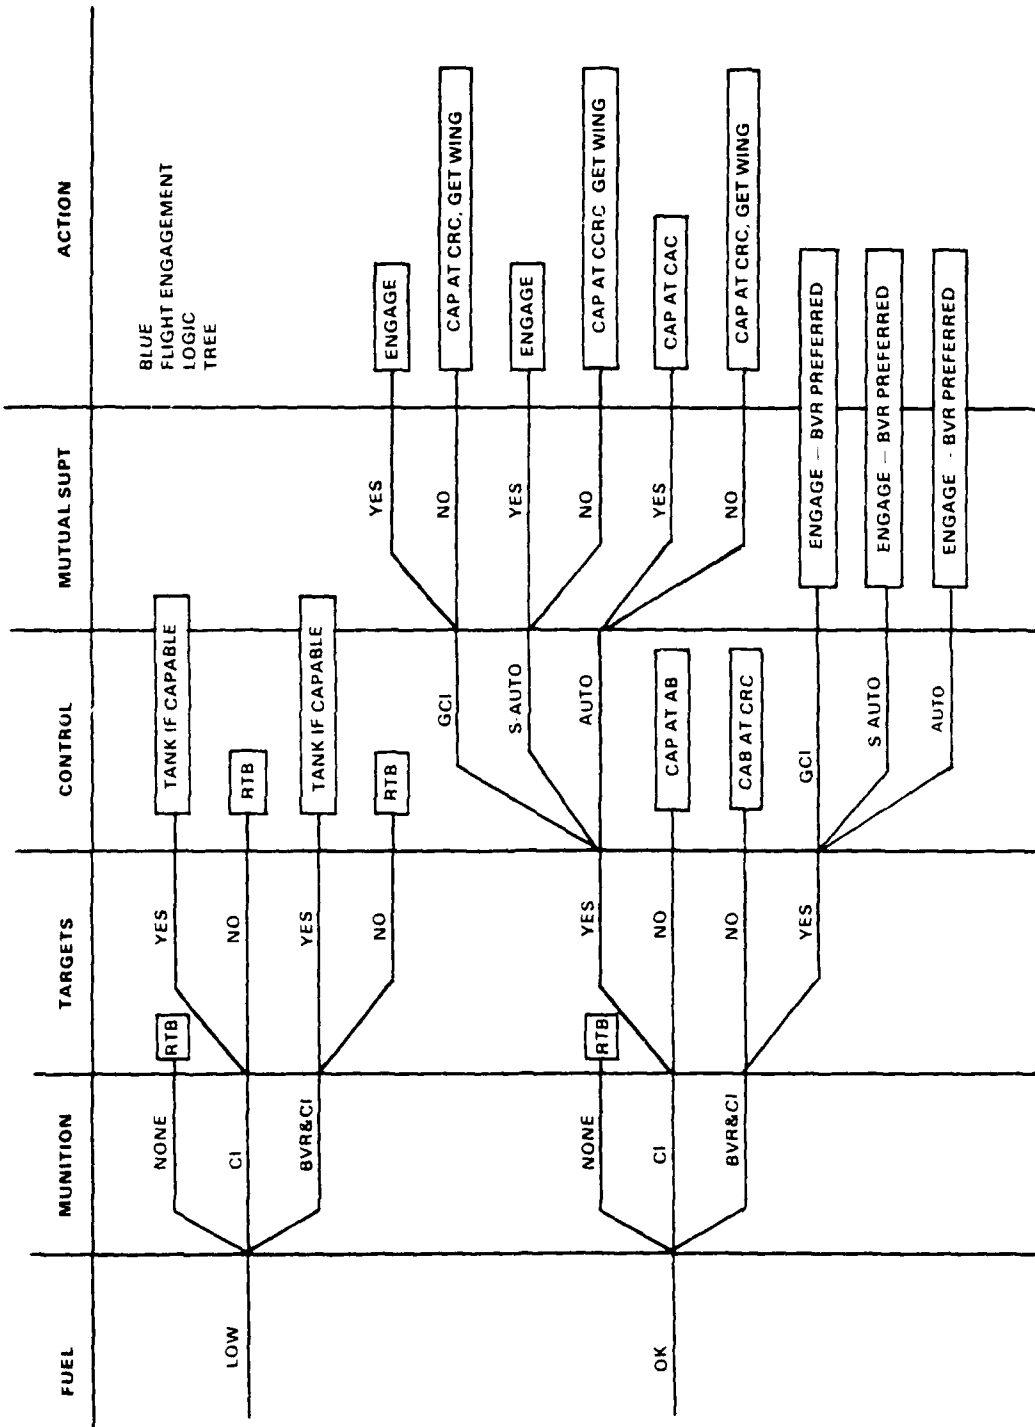 FUEL
MUNITION
TARGETS
CONTROL
MUTUAL SUPT
ACTION
BLUE
FLIGHT ENGAGEMENT
LOGIC
TREE
LOW
NONE
RTB
CI
YES
TANK IF CAPABLE
NO
RTB
BVR&CI
YES
TANK IF CAPABLE
NO
RTB
OK
NONE
RTB
CI
YES
GCI
YES
ENGAGE
NO
CAP AT CRC, GET WING
S-AUTO
YES
ENGAGE
NO
CAP AT CCRC GET WING
AUTO
YES
CAP AT CAC
NO
CAP AT CRC, GET WING
NO
CAP AT AB
BVR&CI
NO
CAB AT CRC
YES
GCI
ENGAGE – BVR PREFERRED
S AUTO
ENGAGE – BVR PREFERRED
AUTO
ENGAGE - BVR PREFERRED